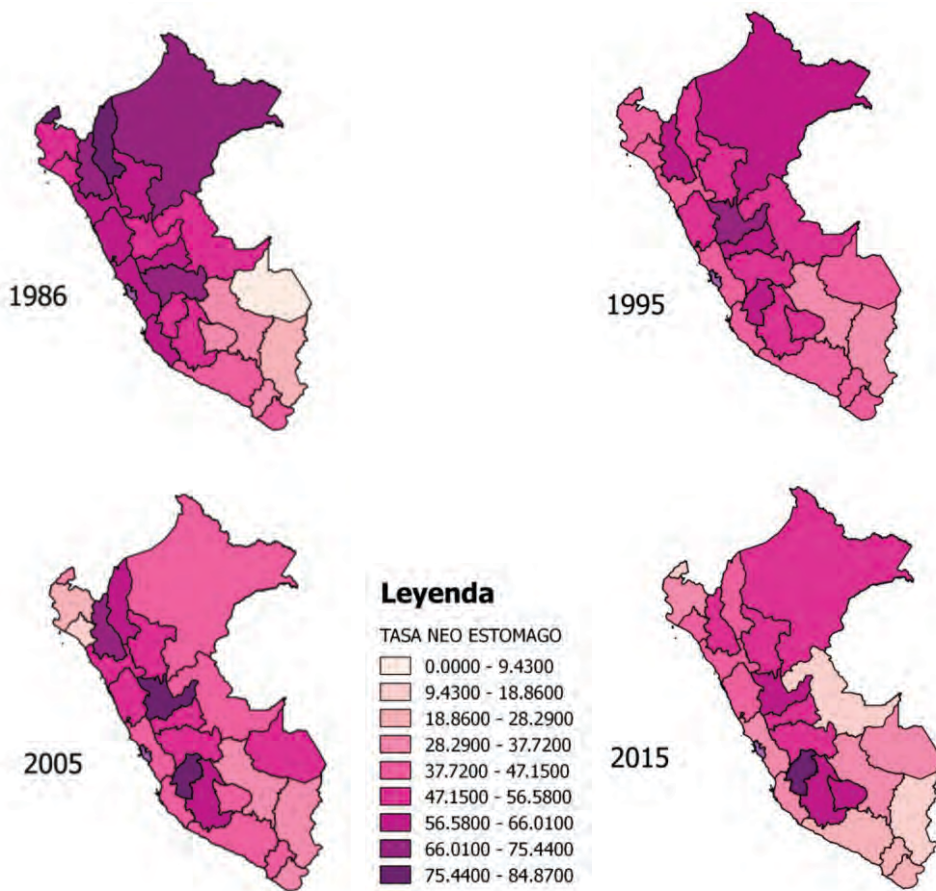 1986
1995
2005
2015
Leyenda
TASA NEO ESTOMAGO
0.0000 - 9.4300
9.4300 - 18.8600
18.8600 - 28.2900
28.2900 - 37.7200
37.7200 - 47.1500
47.1500 - 56.5800
56.5800 - 66.0100
66.0100 - 75.4400
75.4400 - 84.8700